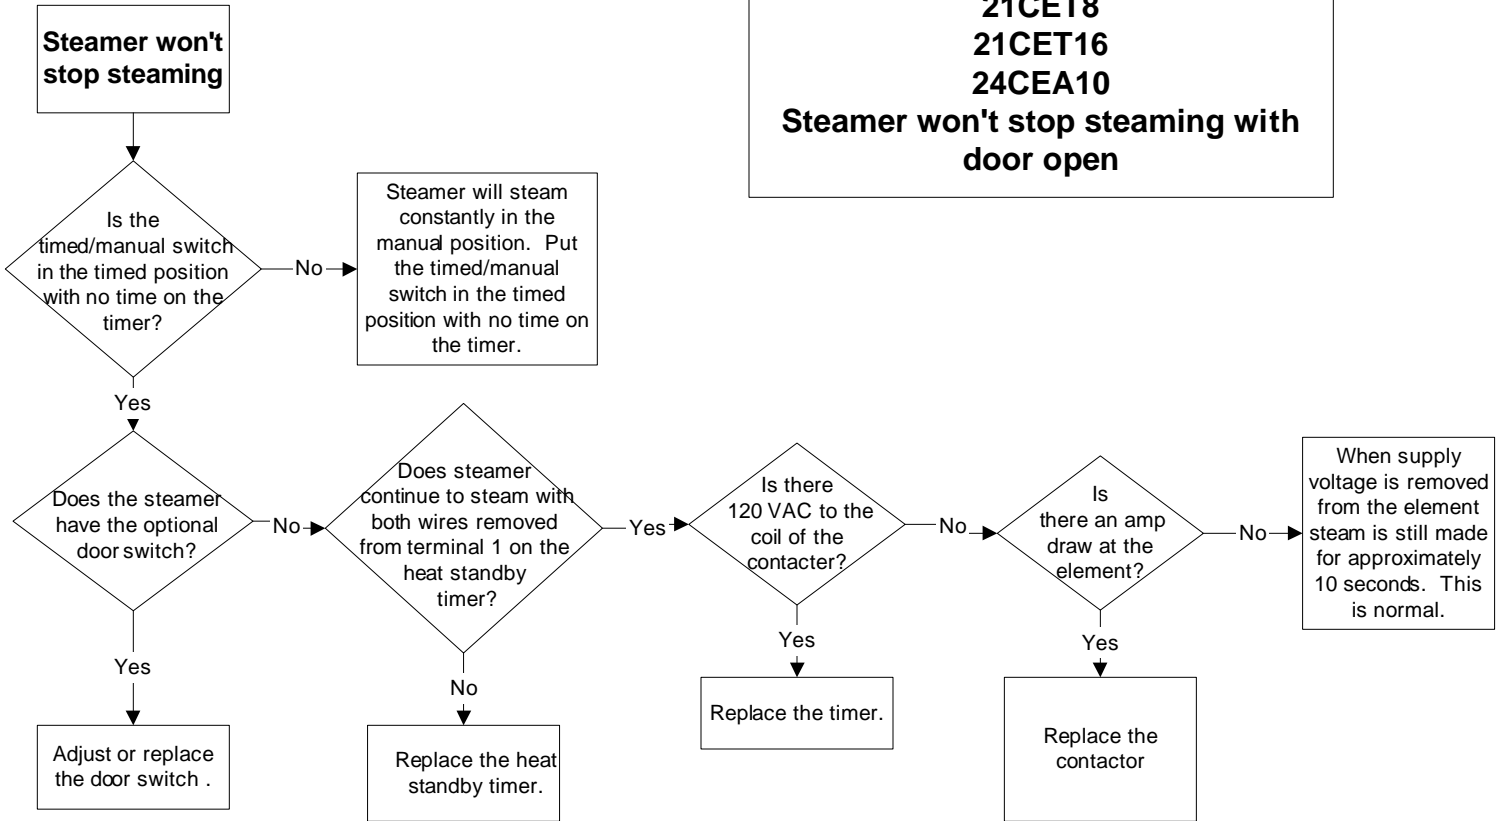 Steamer won't
stop steaming
21CET8
21CET16
24CEA10
Steamer won't stop steaming with
door open
Is the
timed/manual switch
in the timed position
with no time on the
timer?
No
Steamer will steam
constantly in the
manual position. Put
the timed/manual
switch in the timed
position with no time on
the timer.
Yes
Does the steamer
have the optional
door switch?
No
Does steamer
continue to steam with
both wires removed
from terminal 1 on the
heat standby
timer?
Yes
Is there
120 VAC to the
coil of the
contacter?
No
Is
there an amp
draw at the
element?
No
When supply
voltage is removed
from the element
steam is still made
for approximately
10 seconds. This
is normal.
Yes
Adjust or replace
the door switch .
No
Replace the heat
standby timer.
Yes
Replace the timer.
Yes
Replace the
contactor